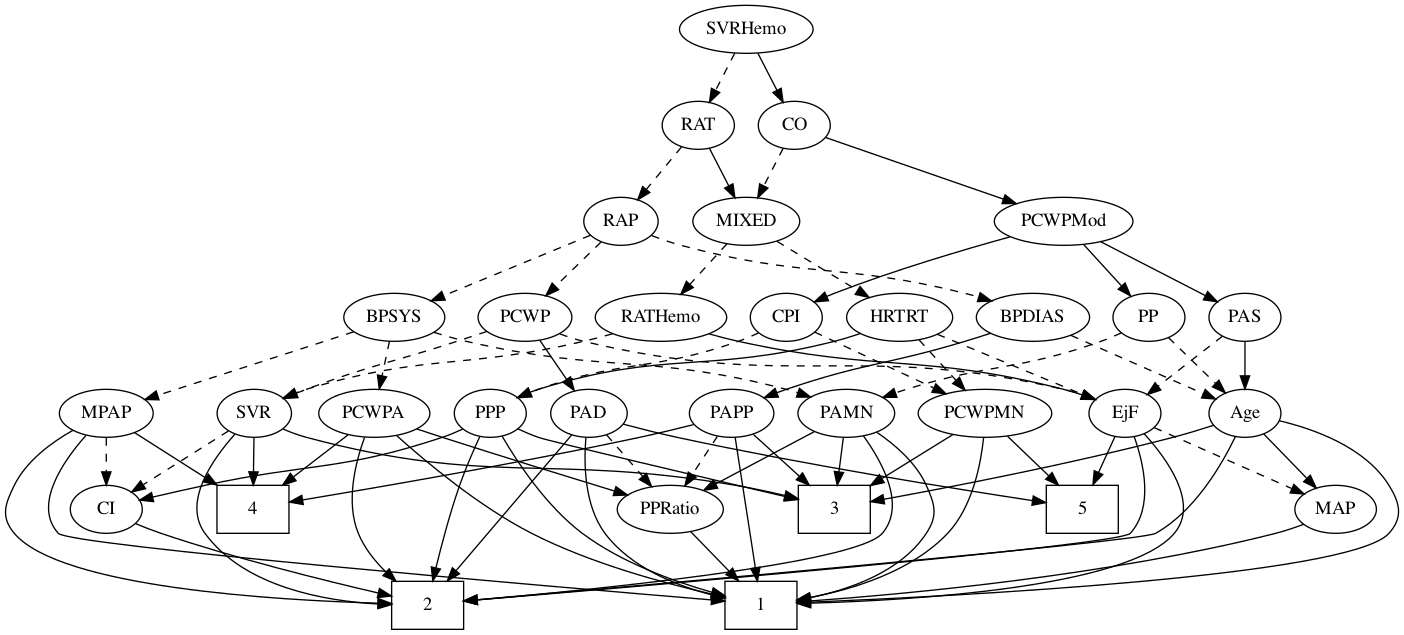 SVRHemo
RAT
CO
RAP
MIXED
PCWPMod
BPSYS
PCWP
RATHemo
CPI
HRTRT
BPDIAS
PP
PAS
MPAP
SVR
PCWPA
PPP
PAD
PAPP
PAMN
PCWPMN
EjF
Age
CI
4
PPRatio
3
5
MAP
2
1